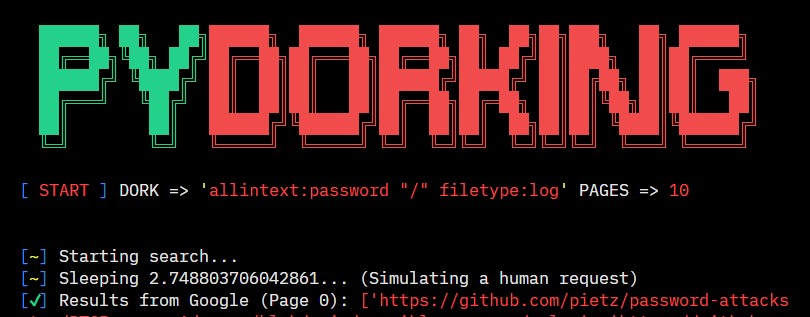 PYDORKING
[ START ] DORK => 'allintext:password "/" filetype:log' PAGES => 10
[~] Starting search...
[~] Sleeping 2.748803706042861... (Simulating a human request)
[✔] Results from Google (Page 0): ['https://github.com/pietz/password-attacks